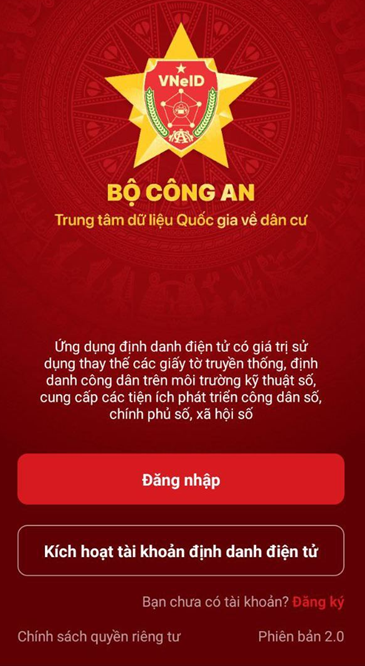 VNeID
BỘ CÔNG AN
Trung tâm dữ liệu Quốc gia về dân cư
Ứng dụng định danh điện tử có giá trị sử
dụng thay thế các giấy tờ truyền thống, định
danh công dân trên môi trường kỹ thuật số,
cung cấp các tiện ích phát triển công dân số,
chính phủ số, xã hội số
Đăng nhập
Kích hoạt tài khoản định danh điện tử
Bạn chưa có tài khoản? Đăng ký
Chính sách quyền riêng tư Phiên bản 2.0